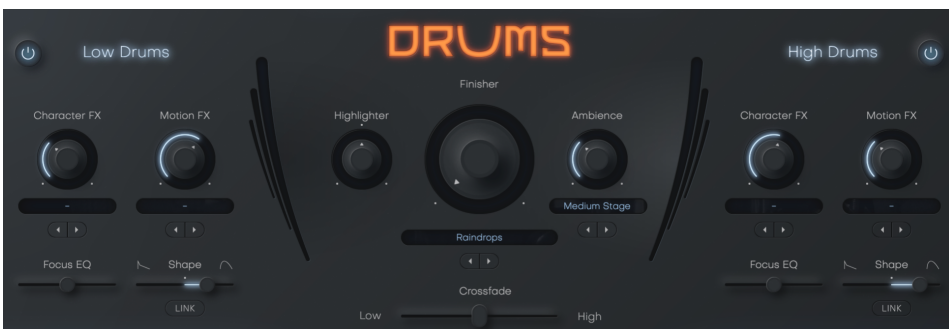 DRUMS
Low Drums
High Drums
Finisher
Character FX
Motion FX
Highlighter
Ambience
Character FX
Motion FX
-
-
Medium Stage
-
-
Raindrops
Focus EQ
Shape
Focus EQ
Shape
LINK
Crossfade
LINK
Low
High